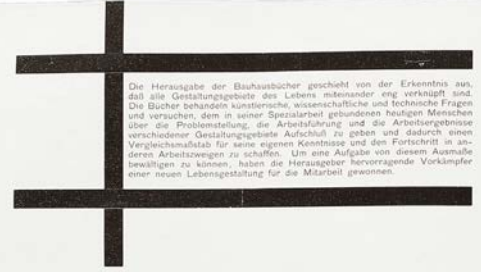 Die Herausgabe der Bauhausbücher geschieht von der Erkenntnis aus,
daß alle Gestaltungsgebiete des Lebens miteinander eng verknüpft sind.
Die Bücher behandeln künstlerische, wissenschaftliche und technische Fragen
und versuchen, dem in seiner Spezialarbeit gebundenen heutigen Menschen
über die Problemstellung, die Arbeitsführung und die Arbeitsergebnisse
verschiedener Gestaltungsgebiete Aufschluß zu geben und dadurch einen
Vergleichsmaßstab für seine eigenen Kenntnisse und den Fortschritt in an-
deren Arbeitszweigen zu schaffen. Um eine Aufgabe von diesem Ausmaße
bewältigen zu können, haben die Herausgeber hervorragende Vorkämpfer
einer neuen Lebensgestaltung für die Mitarbeit gewonnen.